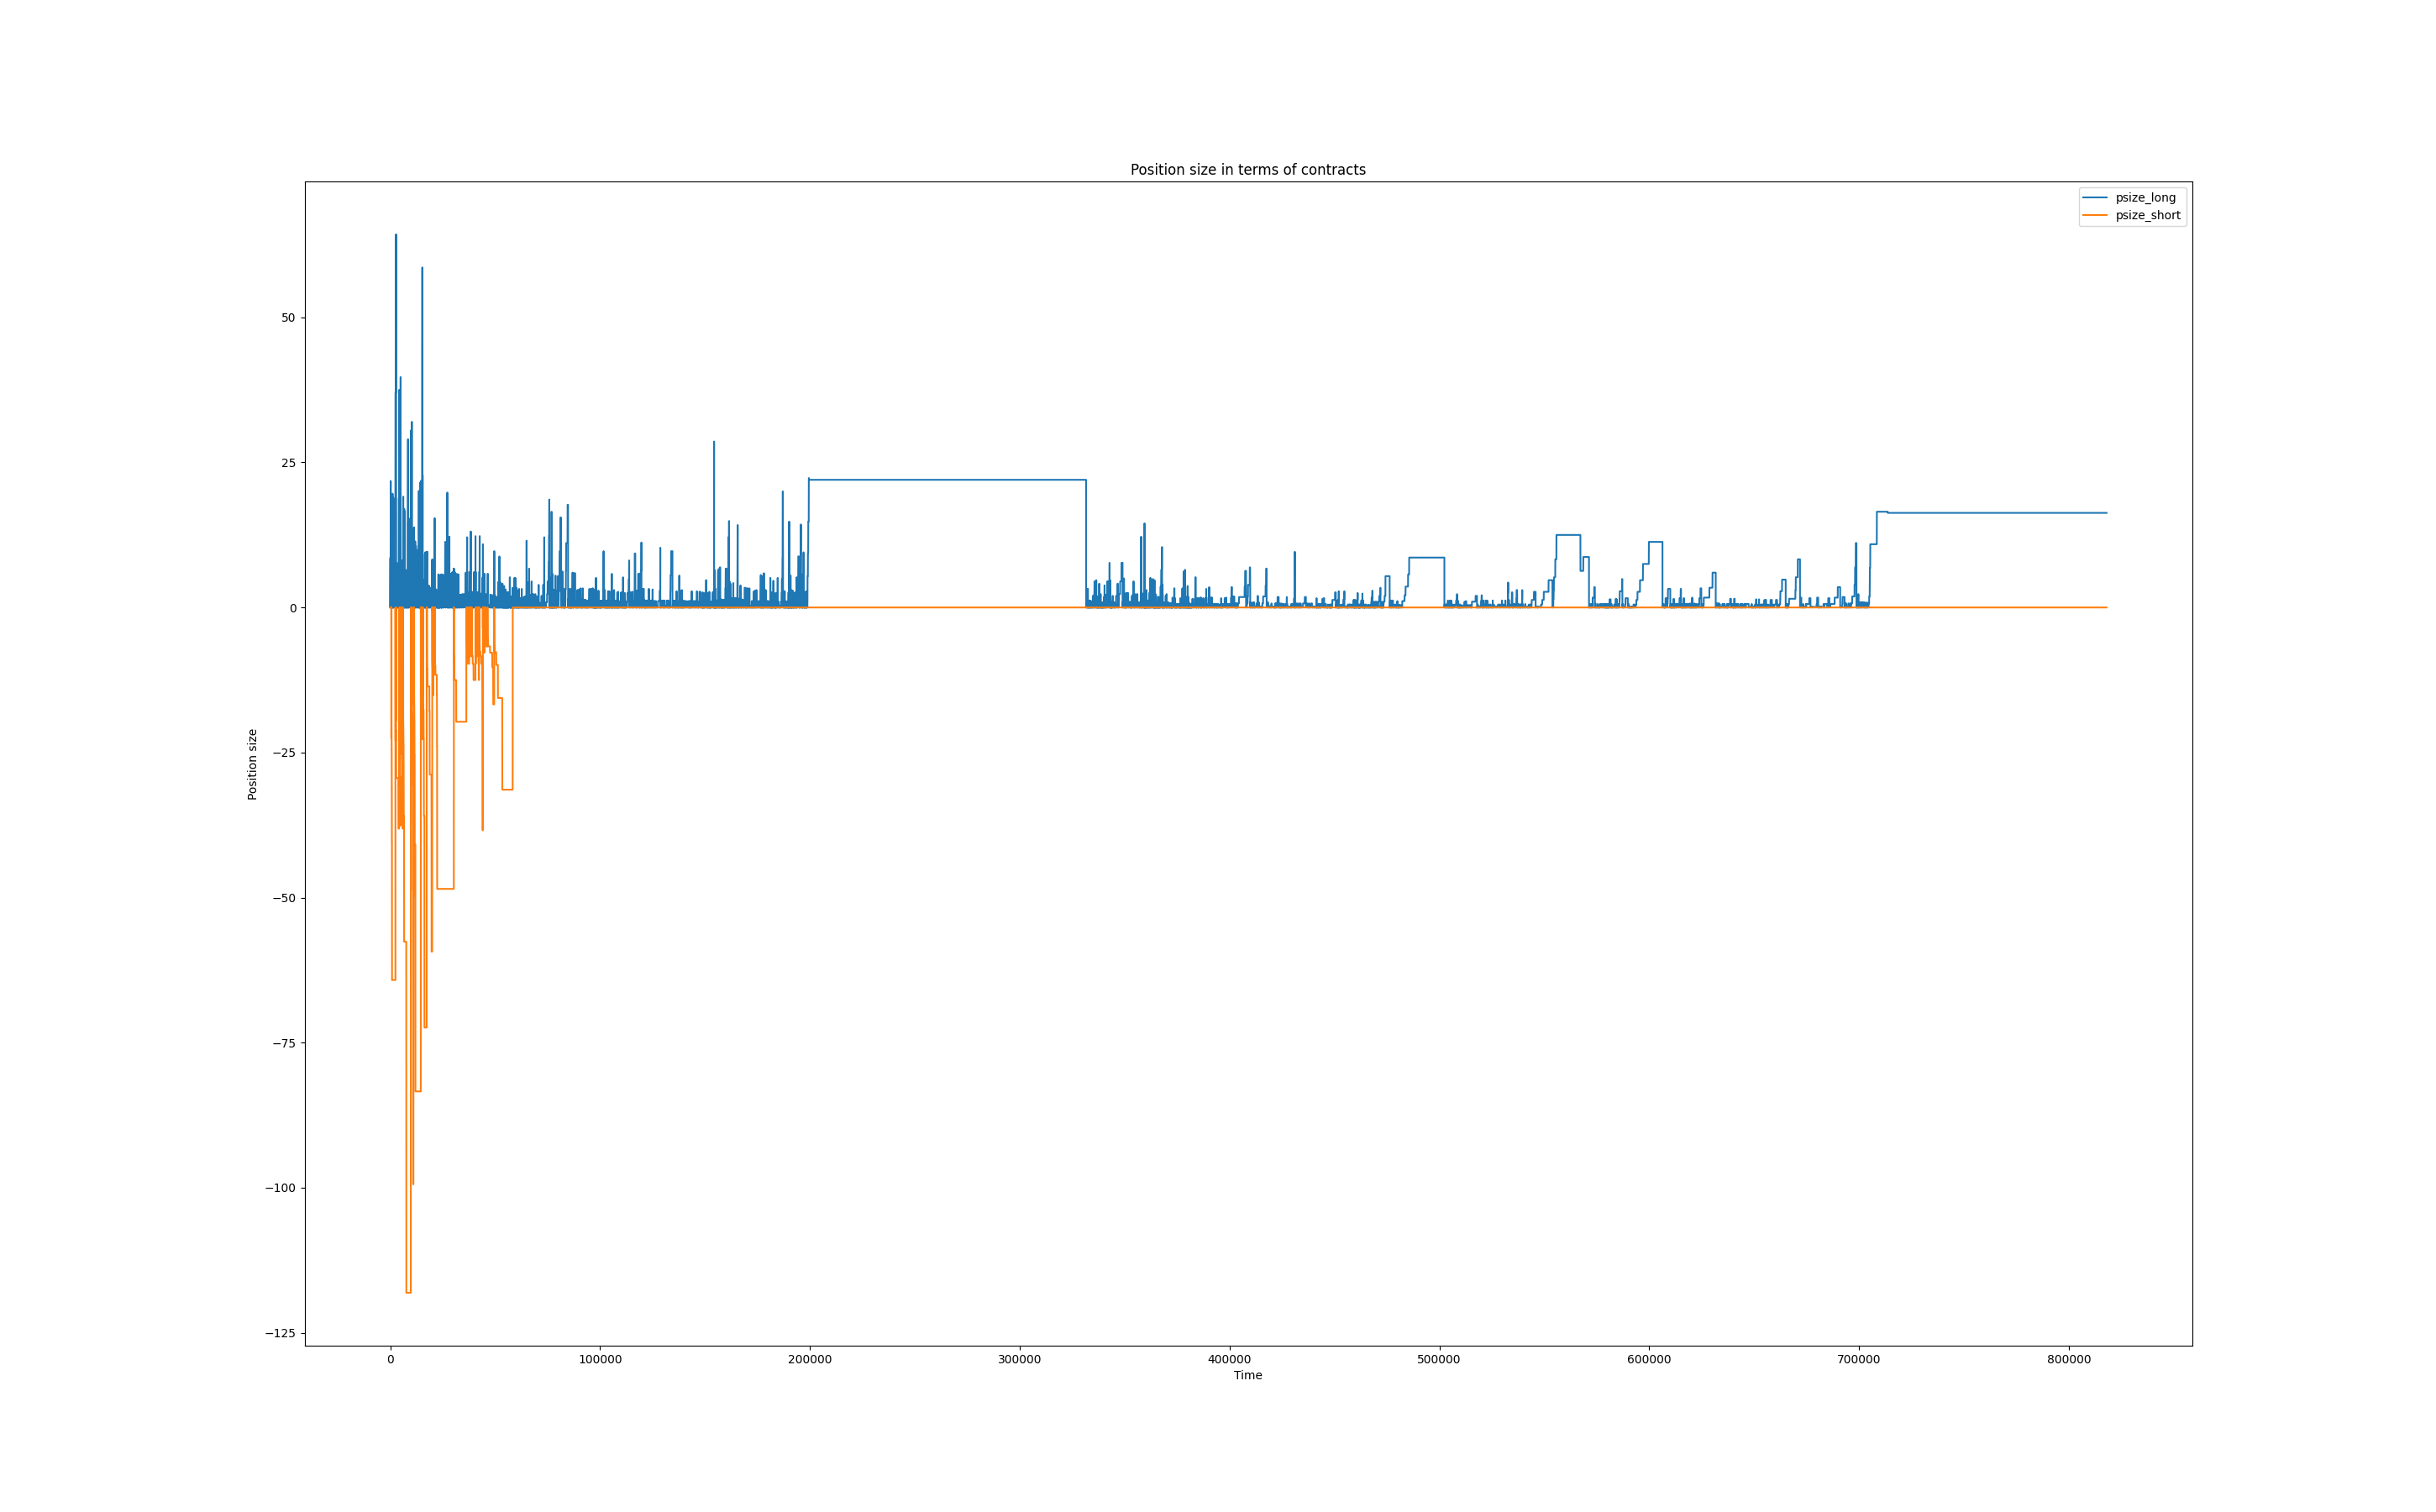 Position size in terms of contracts
psize_long
psize_short
50
25
0
−25
−50
−75
−100
−125
Position size
0 100000 200000 300000 400000 500000 600000 700000 800000
Time